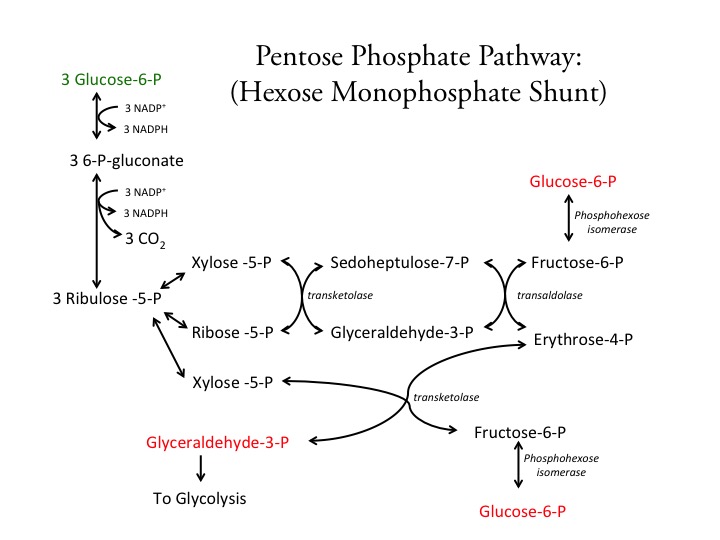 Pentose Phosphate Pathway:
(Hexose Monophosphate Shunt)
3 Glucose-6-P
3 NADP⁺
3 NADPH
3 6-P-gluconate
3 NADP⁺
3 NADPH
3 CO₂
3 Ribulose -5-P
Xylose -5-P
Ribose -5-P
Xylose -5-P
transketolase
Sedoheptulose-7-P
Glyceraldehyde-3-P
transaldolase
Glucose-6-P
Phosphohexose
isomerase
Fructose-6-P
Erythrose-4-P
transketolase
Glyceraldehyde-3-P
To Glycolysis
Fructose-6-P
Phosphohexose
isomerase
Glucose-6-P